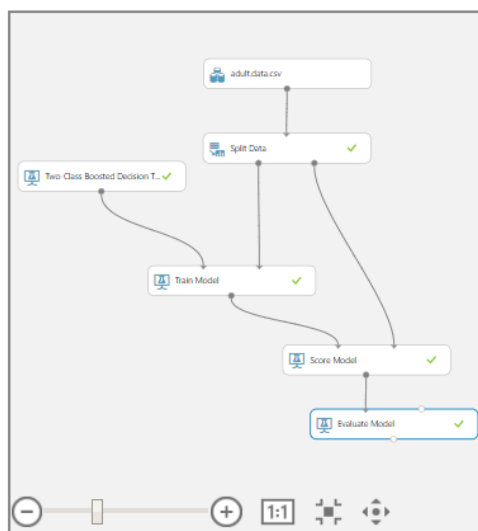 adult.data.csv
Split Data
Two-Class Boosted Decision T...
Train Model
Score Model
Evaluate Model
1:1